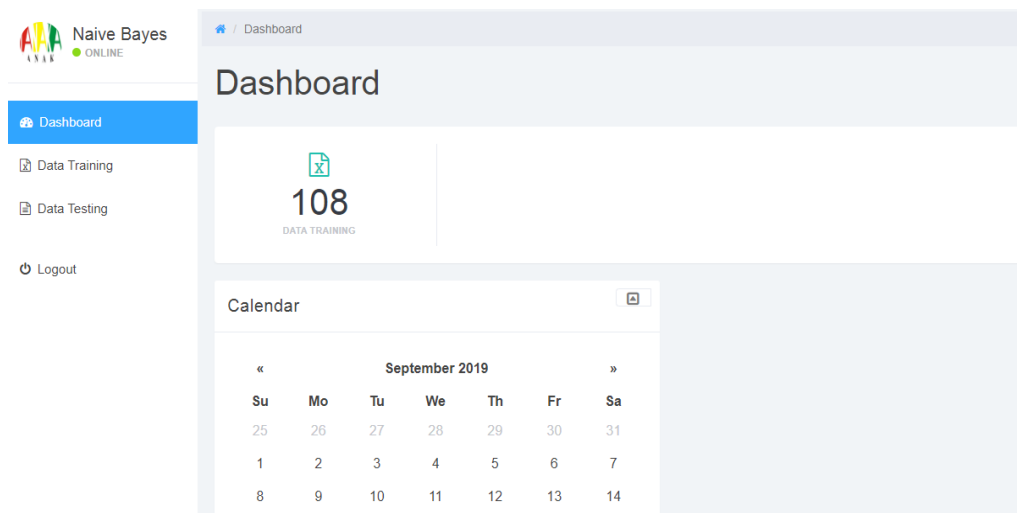 Naive Bayes
ONLINE
ANAK
Dashboard
Data Training
Data Testing
Logout
/ Dashboard
Dashboard
108
DATA TRAINING
Calendar
« September 2019 »
Su Mo Tu We Th Fr Sa
25 26 27 28 29 30 31
1 2 3 4 5 6 7
8 9 10 11 12 13 14